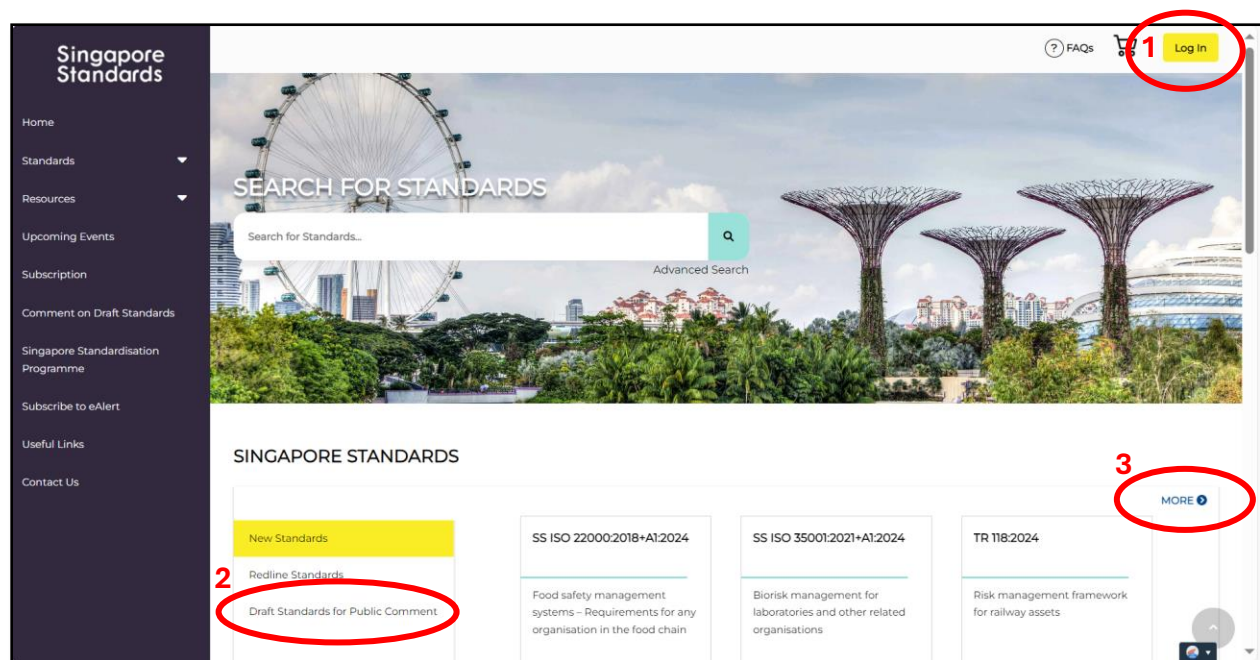 Singapore
Standards
Home
Standards
Resources
Upcoming Events
Subscription
Comment on Draft Standards
Singapore Standardisation
Programme
Subscribe to eAlert
Useful Links
Contact Us
? FAQs
1
Log In
SEARCH FOR STANDARDS
Search for Standards...
Advanced Search
SINGAPORE STANDARDS
3
MORE
New Standards
Redline Standards
2
Draft Standards for Public Comment
SS ISO 22000:2018+A1:2024
Food safety management
systems – Requirements for any
organisation in the food chain
SS ISO 35001:2021+A1:2024
Biorisk management for
laboratories and other related
organisations
TR 118:2024
Risk management framework
for railway assets